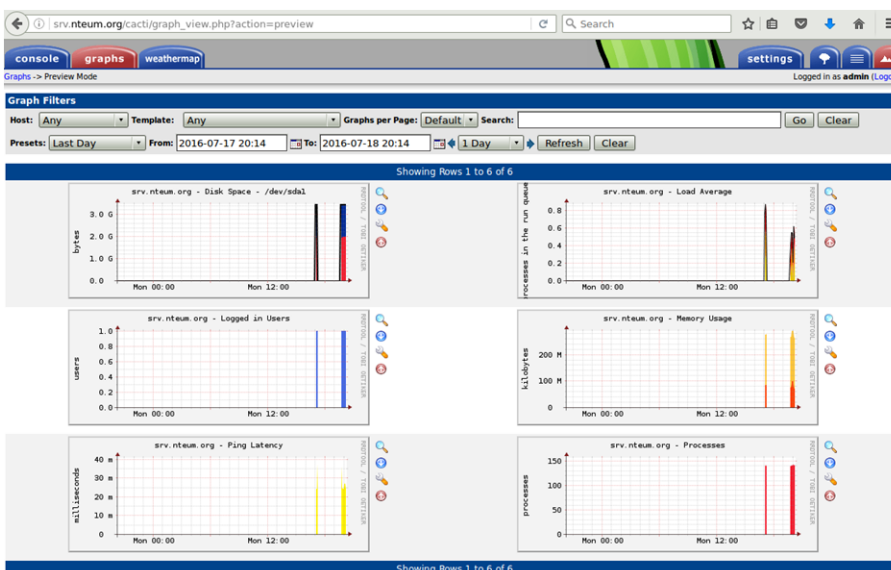 srv.nteum.org/cacti/graph_view.php?action=preview
Search
console graphs weathermap settings
Graphs -> Preview Mode
Logged in as admin (Logo
Graph Filters
Host: Any Template: Any Graphs per Page: Default Search: Go Clear
Presets: Last Day From: 2016-07-17 20:14 To: 2016-07-18 20:14 1 Day Refresh Clear
Showing Rows 1 to 6 of 6
srv.nteum.org - Disk Space - /dev/sda1
bytes
3.0 G
2.0 G
1.0 G
0.0
Mon 00:00 Mon 12:00
RRDTOOL / TOBI OETIKER
srv.nteum.org - Load Average
rocesses in the run queue
0.8
0.6
0.4
0.2
0.0
Mon 00:00 Mon 12:00
RRDTOOL / TOBI OETIKER
srv.nteum.org - Logged in Users
users
1.0
0.8
0.6
0.4
0.2
0.0
Mon 00:00 Mon 12:00
RRDTOOL / TOBI OETIKER
srv.nteum.org - Memory Usage
kilobytes
200 M
100 M
0
Mon 00:00 Mon 12:00
RRDTOOL / TOBI OETIKER
srv.nteum.org - Ping Latency
milliseconds
40 m
30 m
20 m
10 m
0
Mon 00:00 Mon 12:00
RRDTOOL / TOBI OETIKER
srv.nteum.org - Processes
processes
150
100
50
0
Mon 00:00 Mon 12:00
RRDTOOL / TOBI OETIKER
Showing Rows 1 to 6 of 6